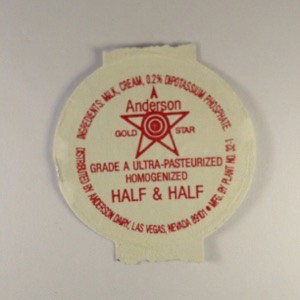 INGREDIENTS: MILK, CREAM, 0.2% DIPOTASSIUM PHOSPHATE
Anderson
GOLD STAR
GRADE A ULTRA-PASTEURIZED
HOMOGENIZED
HALF & HALF
DISTRIBUTED BY ANDERSON DAIRY, LAS VEGAS, NEVADA 89101 • MFG. BY PLANT NO. 32-1